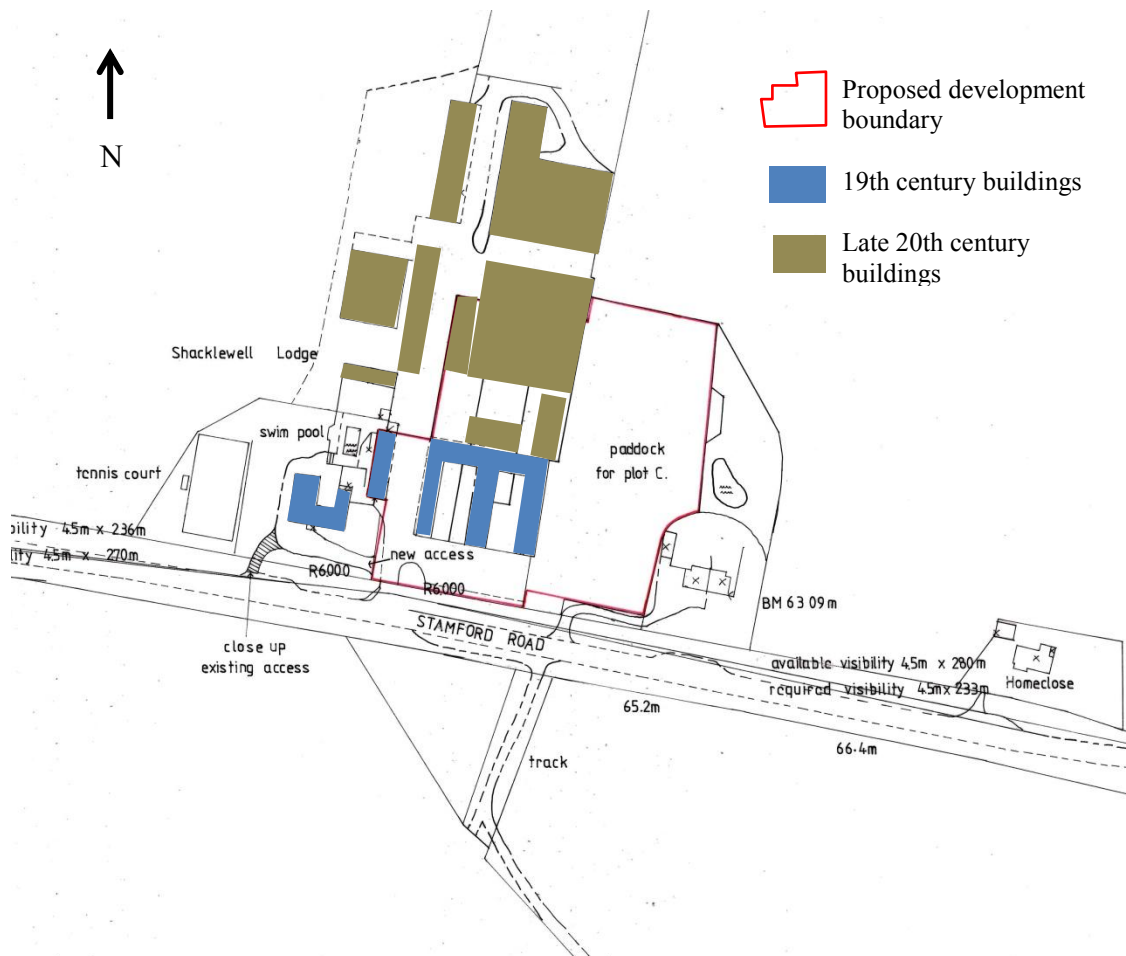 N
Proposed development
boundary
19th century buildings
Late 20th century
buildings
Shacklewell Lodge
swim pool
tennis court
paddock
for plot C.
bility 4.5m x 236m
lity 4.5m x 270m
new access
R6000
R6000
STAMFORD ROAD
BM 63 09m
close up
existing access
available visibility 4.5m x 280m
required visibility 4.5m x 233m
Homeclose
65.2m
66.4m
track